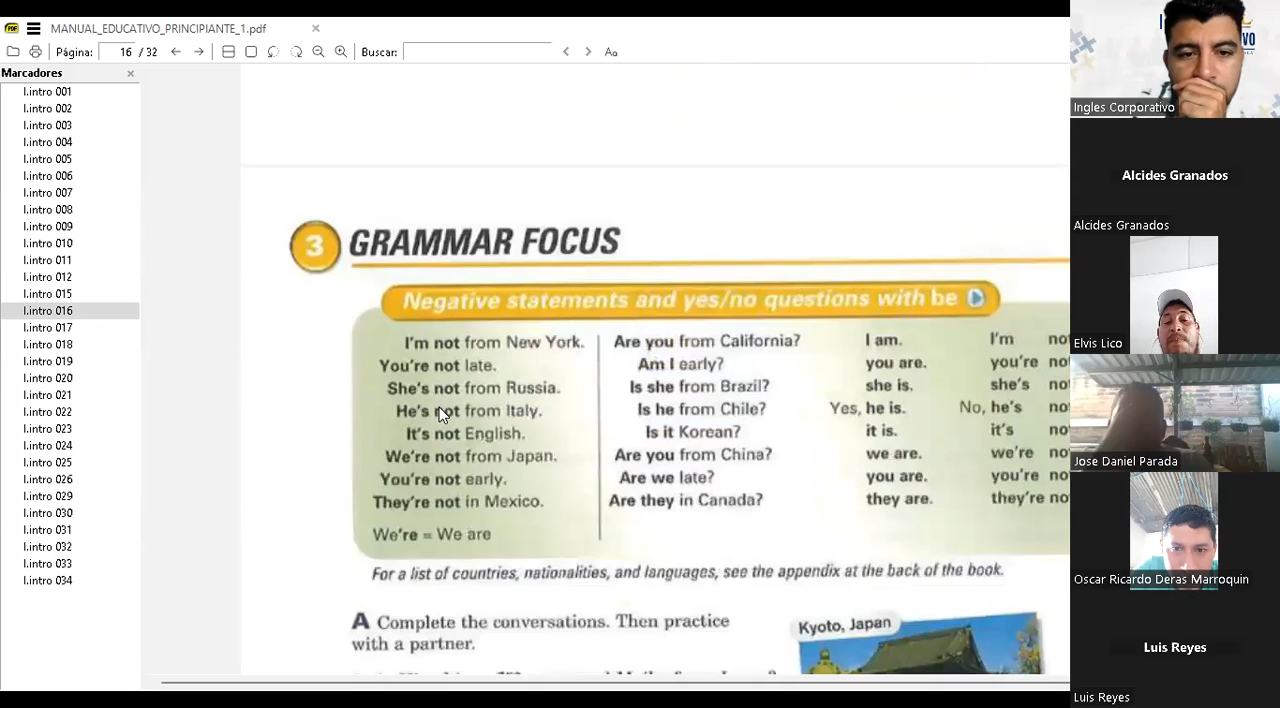 MANUAL_EDUCATIVO_PRINCIPIANTE_1.pdf
Página: 16 / 32 Buscar: Aa
Marcadores
I.intro 001
I.intro 002
I.intro 003
I.intro 004
I.intro 005
I.intro 006
I.intro 007
I.intro 008
I.intro 009
I.intro 010
I.intro 011
I.intro 012
I.intro 015
I.intro 016
I.intro 017
I.intro 018
I.intro 019
I.intro 020
I.intro 021
I.intro 022
I.intro 023
I.intro 024
I.intro 025
I.intro 026
I.intro 029
I.intro 030
I.intro 031
I.intro 032
I.intro 033
I.intro 034
3 GRAMMAR FOCUS
Negative statements and yes/no questions with be
I'm not from New York.
You're not late.
She's not from Russia.
He's not from Italy.
It's not English.
We're not from Japan.
You're not early.
They're not in Mexico.
We're = We are
Are you from California?
Am I early?
Is she from Brazil?
Is he from Chile?
Is it Korean?
Are you from China?
Are we late?
Are they in Canada?
I am.
you are.
she is.
Yes, he is.
it is.
we are.
you are.
they are.
I'm no
you're no
she's no
No, he's no
it's no
we're no
you're no
they're no
For a list of countries, nationalities, and languages, see the appendix at the back of the book.
A Complete the conversations. Then practice
with a partner.
Kyoto, Japan
Ingles Corporativo
Alcides Granados
Alcides Granados
Elvis Lico
Jose Daniel Parada
Oscar Ricardo Deras Marroquin
Luis Reyes
Luis Reyes